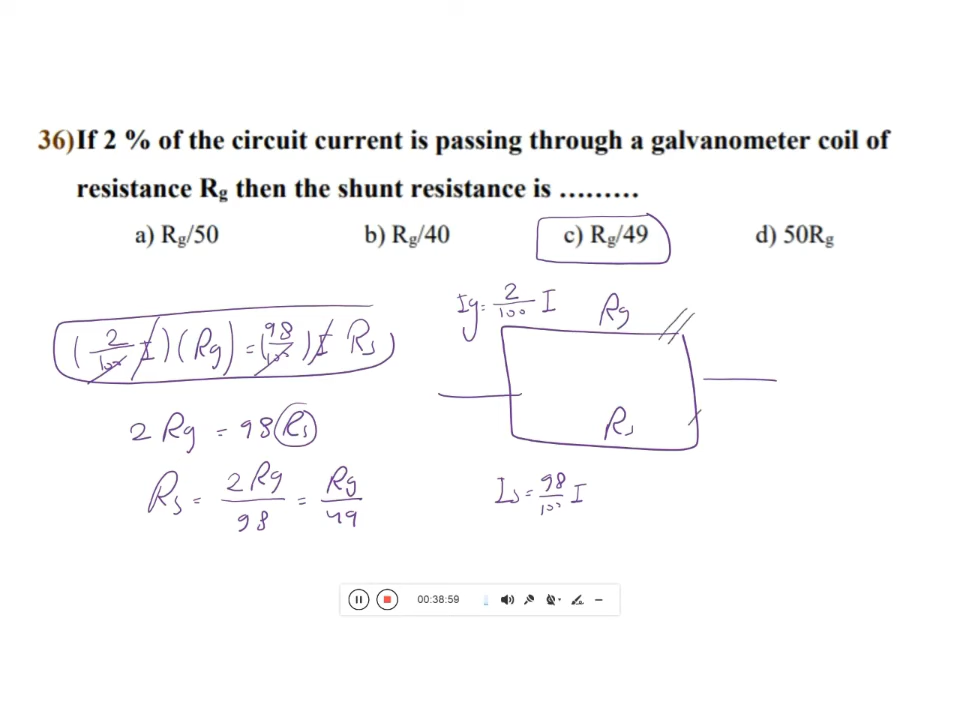 36)If 2 % of the circuit current is passing through a galvanometer coil of
resistance Rg then the shunt resistance is ………
a) Rg/50 b) Rg/40 c) Rg/49 d) 50Rg
Ig = 2/100 I Rg
(2/100 I)(Rg) = (98/100) I Rs)
2 Rg = 98 Rs
Rs
Rs = 2Rg/98 = Rg/49
Is = 98/100 I
00:38:59